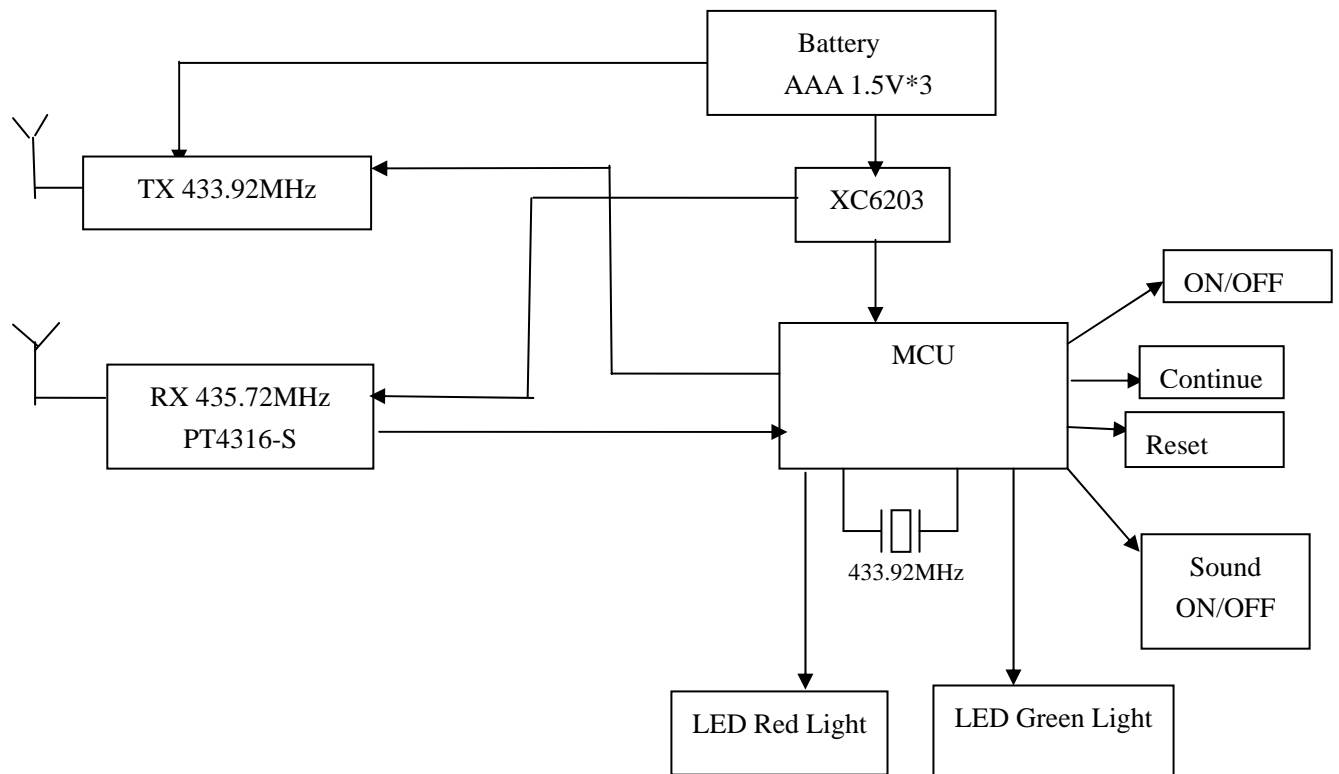 Battery
AAA 1.5V*3
TX 433.92MHz
XC6203
ON/OFF
MCU
Continue
RX 435.72MHz
PT4316-S
Reset
433.92MHz
Sound
ON/OFF
LED Red Light
LED Green Light